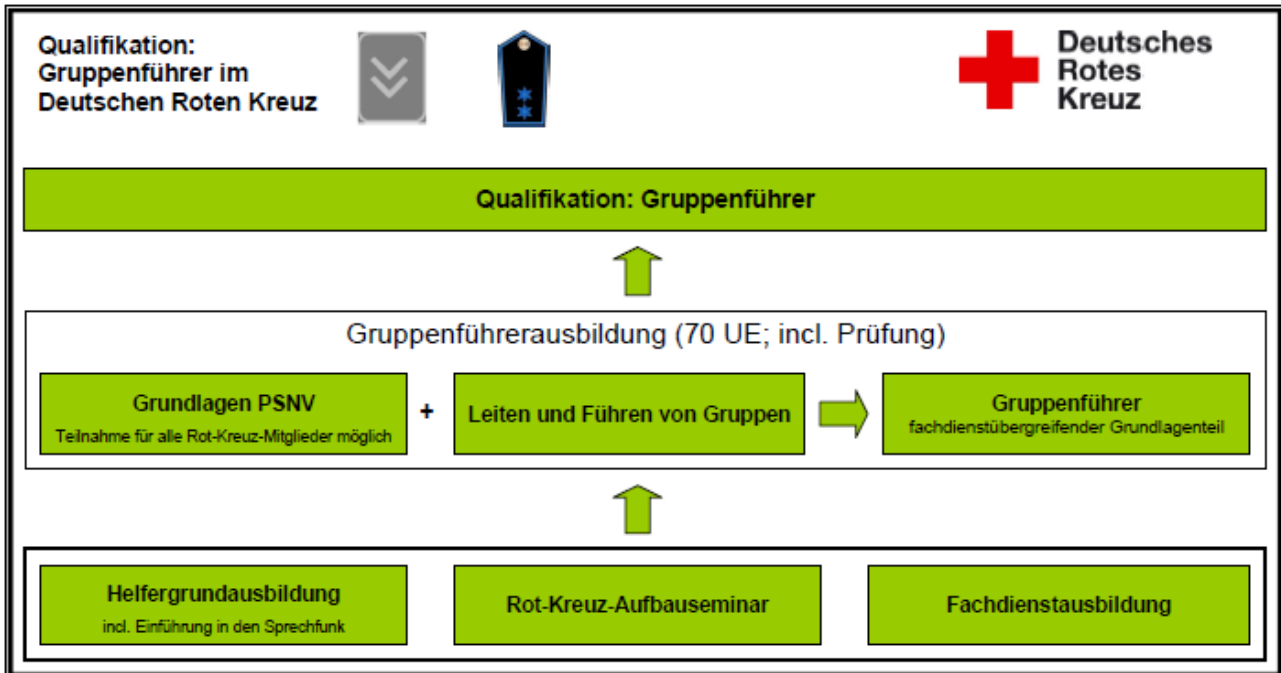 Qualifikation:
Gruppenführer im
Deutschen Roten Kreuz
Deutsches
Rotes
Kreuz
Qualifikation: Gruppenführer
Gruppenführerausbildung (70 UE; incl. Prüfung)
Grundlagen PSNV
Teilnahme für alle Rot-Kreuz-Mitglieder möglich
+
Leiten und Führen von Gruppen
Gruppenführer
fachdienstübergreifender Grundlagenteil
Helfergrundausbildung
incl. Einführung in den Sprechfunk
Rot-Kreuz-Aufbauseminar
Fachdienstausbildung